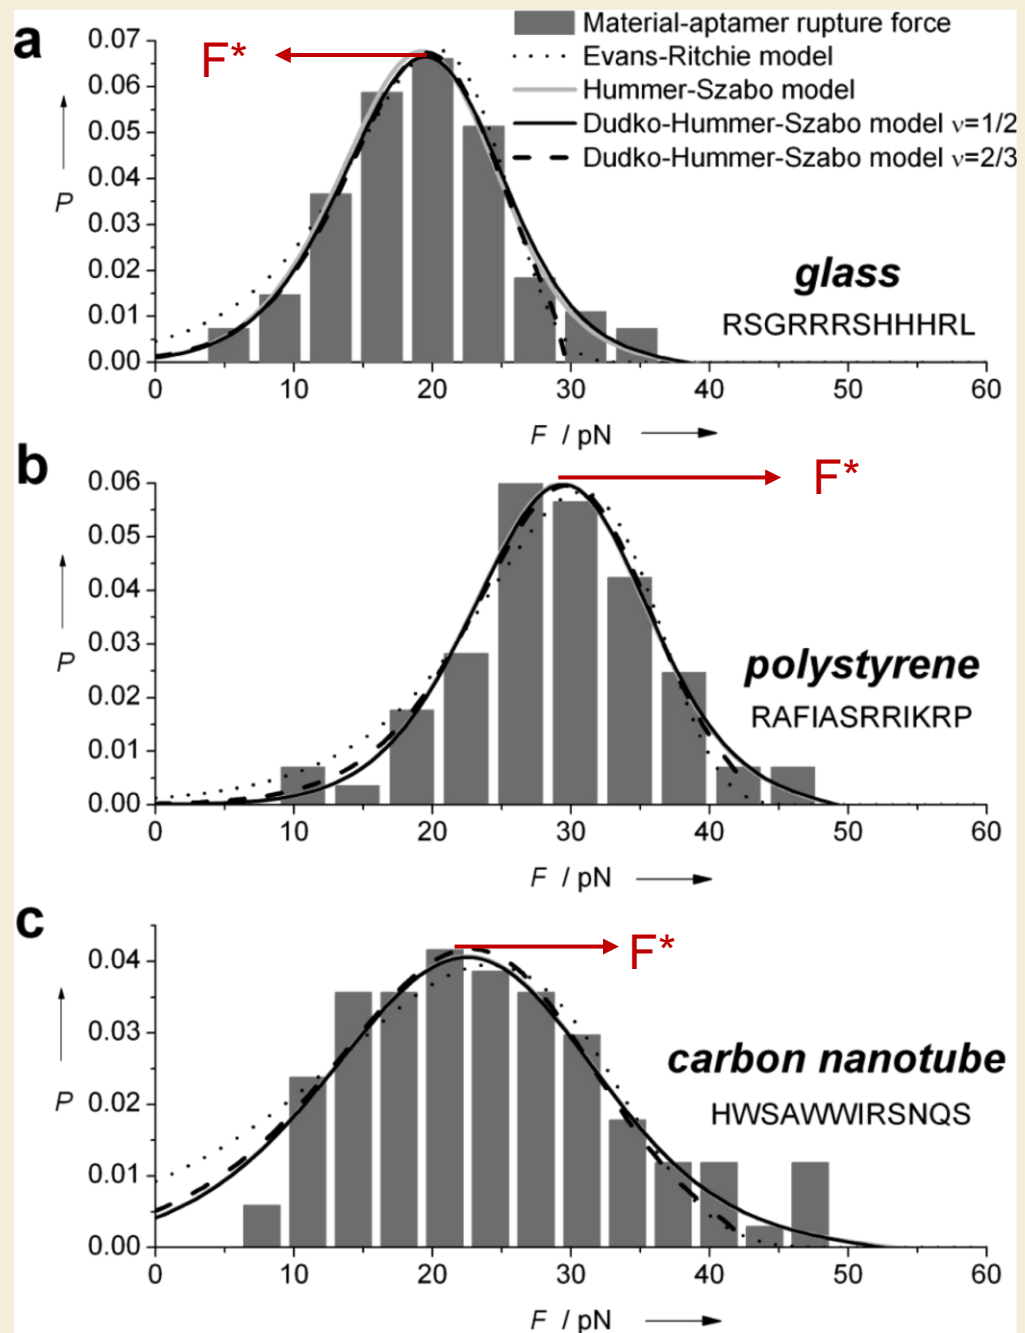 a
F*
Material-aptamer rupture force
Evans-Ritchie model
Hummer-Szabo model
Dudko-Hummer-Szabo model ν=1/2
Dudko-Hummer-Szabo model ν=2/3
0.07
0.06
0.05
0.04
0.03
0.02
0.01
0.00
P
glass
RSGRRRSHHHRL
0 10 20 30 40 50 60
F / pN
b
F*
0.06
0.05
0.04
0.03
0.02
0.01
0.00
P
polystyrene
RAFIASRRIKRP
0 10 20 30 40 50 60
F / pN
c
F*
0.04
0.03
0.02
0.01
0.00
P
carbon nanotube
HWSAWWIRSNQS
0 10 20 30 40 50 60
F / pN